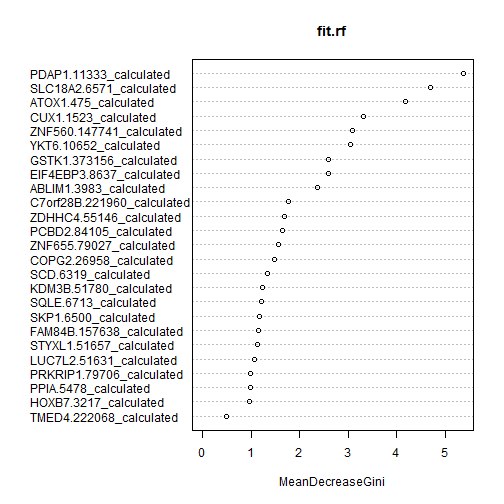 fit.rf
PDAP1.11333_calculated
SLC18A2.6571_calculated
ATOX1.475_calculated
CUX1.1523_calculated
ZNF560.147741_calculated
YKT6.10652_calculated
GSTK1.373156_calculated
EIF4EBP3.8637_calculated
ABLIM1.3983_calculated
C7orf28B.221960_calculated
ZDHHC4.55146_calculated
PCBD2.84105_calculated
ZNF655.79027_calculated
COPG2.26958_calculated
SCD.6319_calculated
KDM3B.51780_calculated
SQLE.6713_calculated
SKP1.6500_calculated
FAM84B.157638_calculated
STYXL1.51657_calculated
LUC7L2.51631_calculated
PRKRIP1.79706_calculated
PPIA.5478_calculated
HOXB7.3217_calculated
TMED4.222068_calculated
0 1 2 3 4 5
MeanDecreaseGini